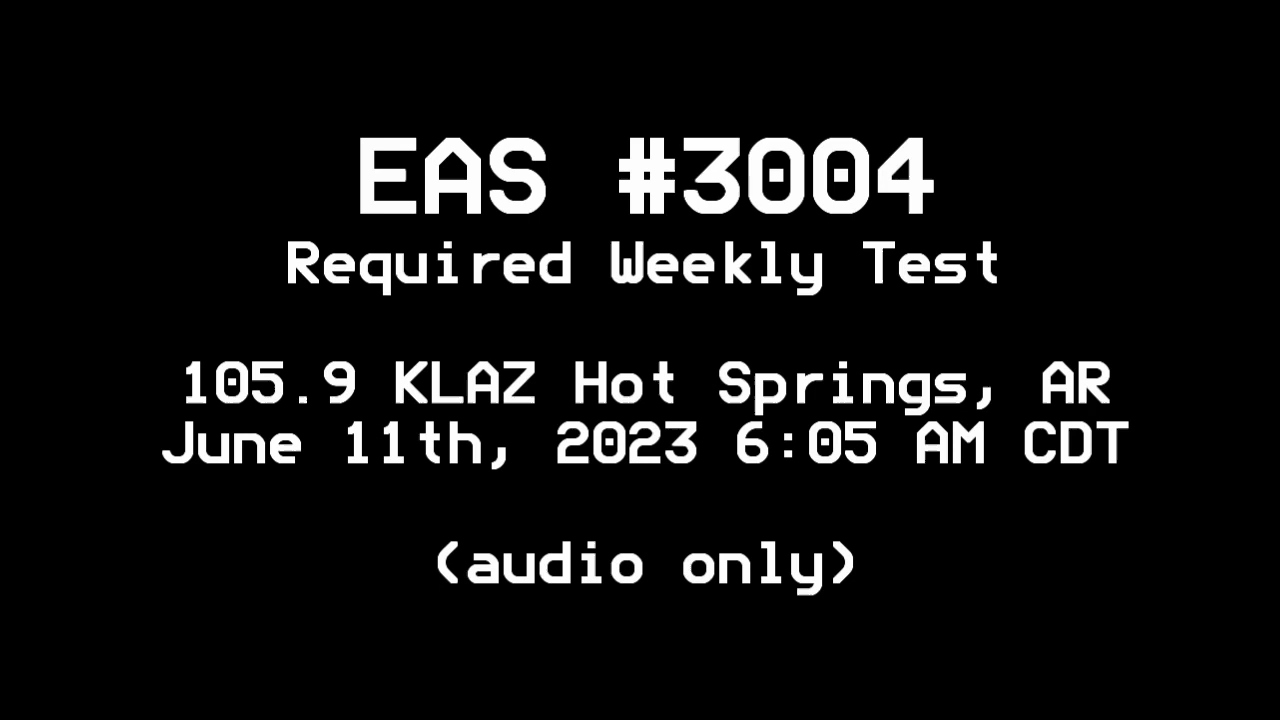 EAS #3004
Required Weekly Test
105.9 KLAZ Hot Springs, AR
June 11th, 2023 6:05 AM CDT
(audio only)